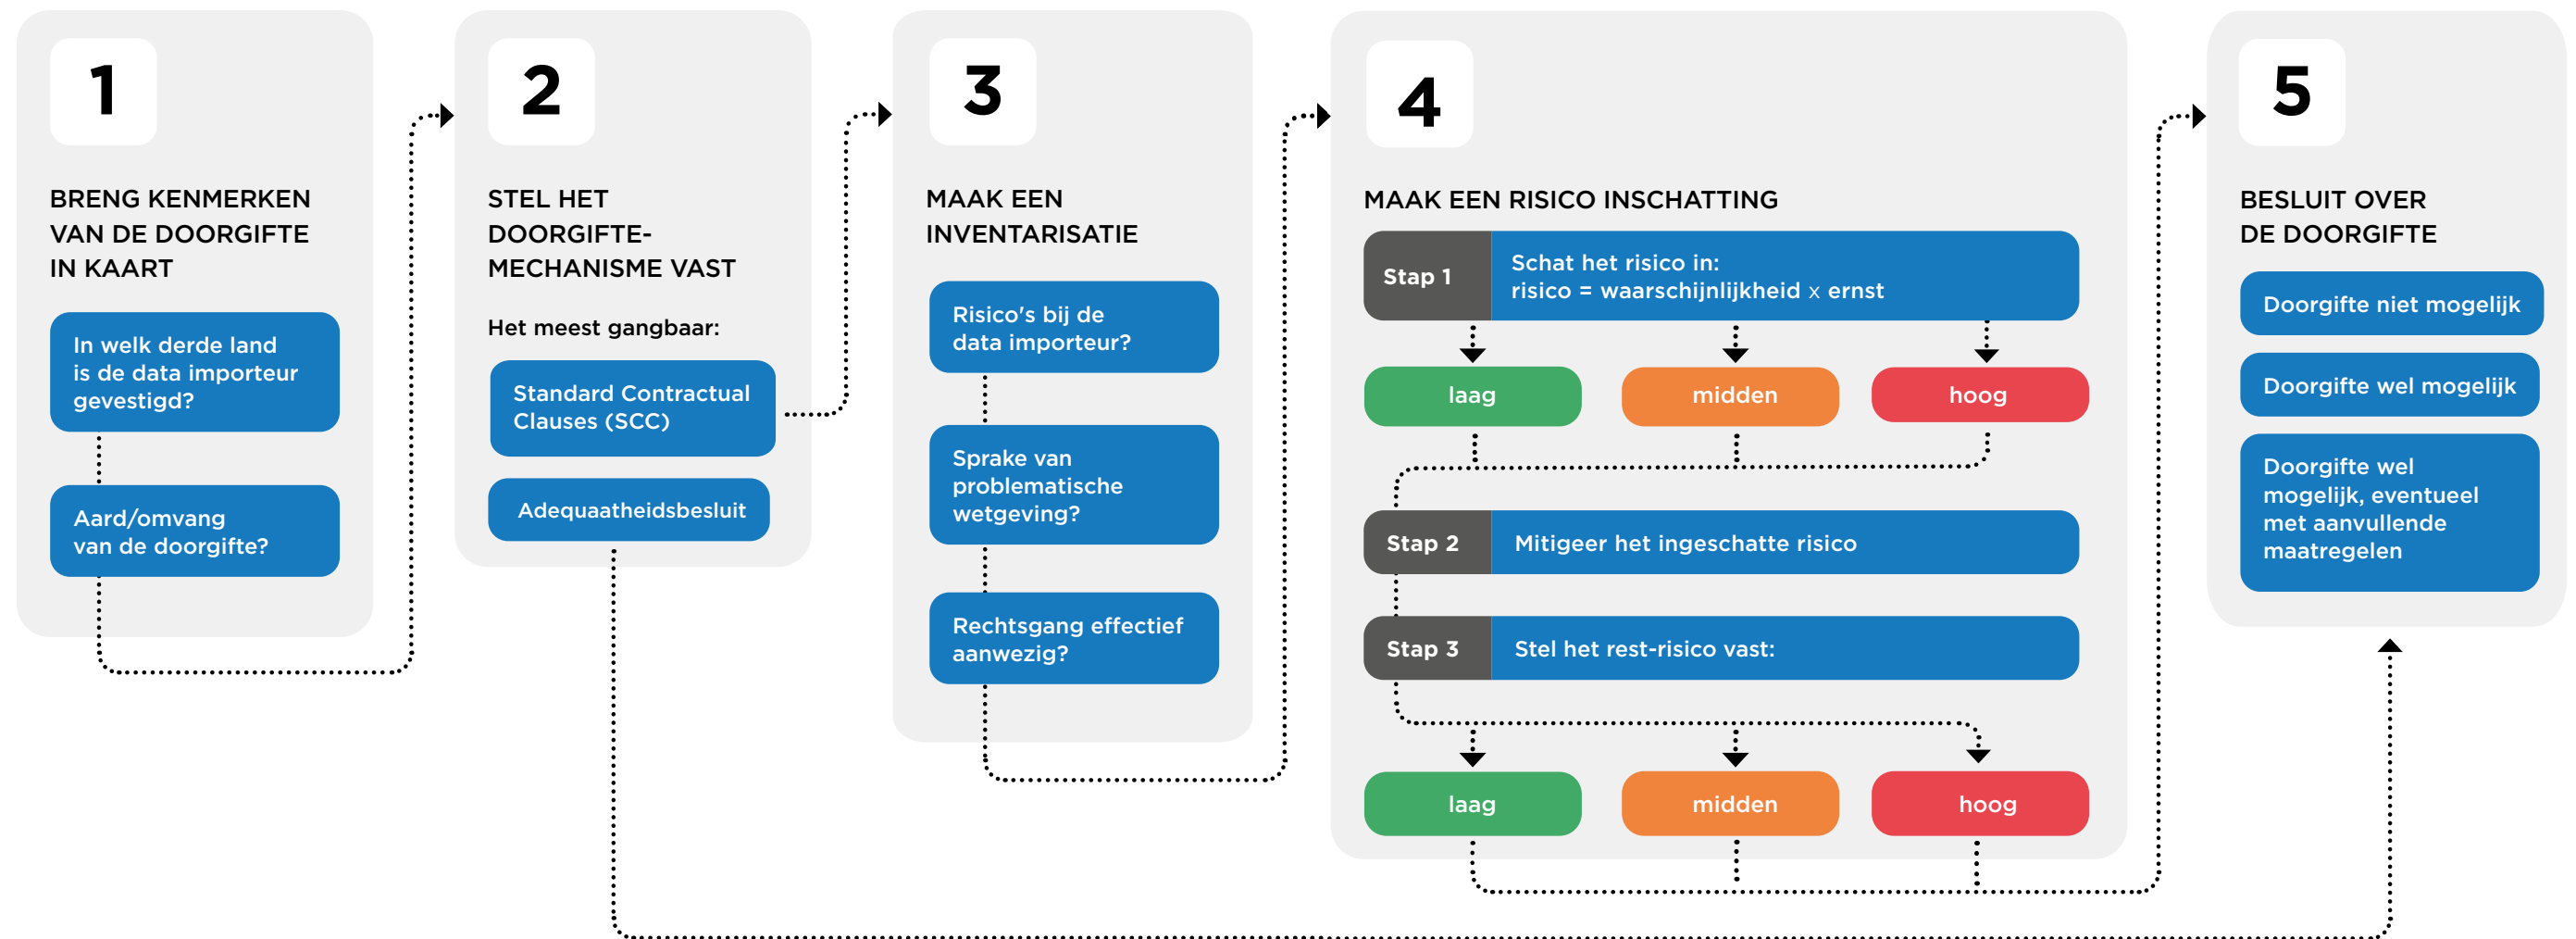 1
BRENG KENMERKEN
VAN DE DOORGIFTE
IN KAART
In welk derde land
is de data importeur
gevestigd?
Aard/omvang
van de doorgifte?
2
STEL HET
DOORGIFTE-
MECHANISME VAST
Het meest gangbaar:
Standard Contractual
Clauses (SCC)
Adequaatheidsbesluit
3
MAAK EEN
INVENTARISATIE
Risico's bij de
data importeur?
Sprake van
problematische
wetgeving?
Rechtsgang effectief
aanwezig?
4
MAAK EEN RISICO INSCHATTING
Stap 1
Schat het risico in:
risico = waarschijnlijkheid x ernst
laag
midden
hoog
Stap 2
Mitigeer het ingeschatte risico
Stap 3
Stel het rest-risico vast:
laag
midden
hoog
5
BESLUIT OVER
DE DOORGIFTE
Doorgifte niet mogelijk
Doorgifte wel mogelijk
Doorgifte wel
mogelijk, eventueel
met aanvullende
maatregelen